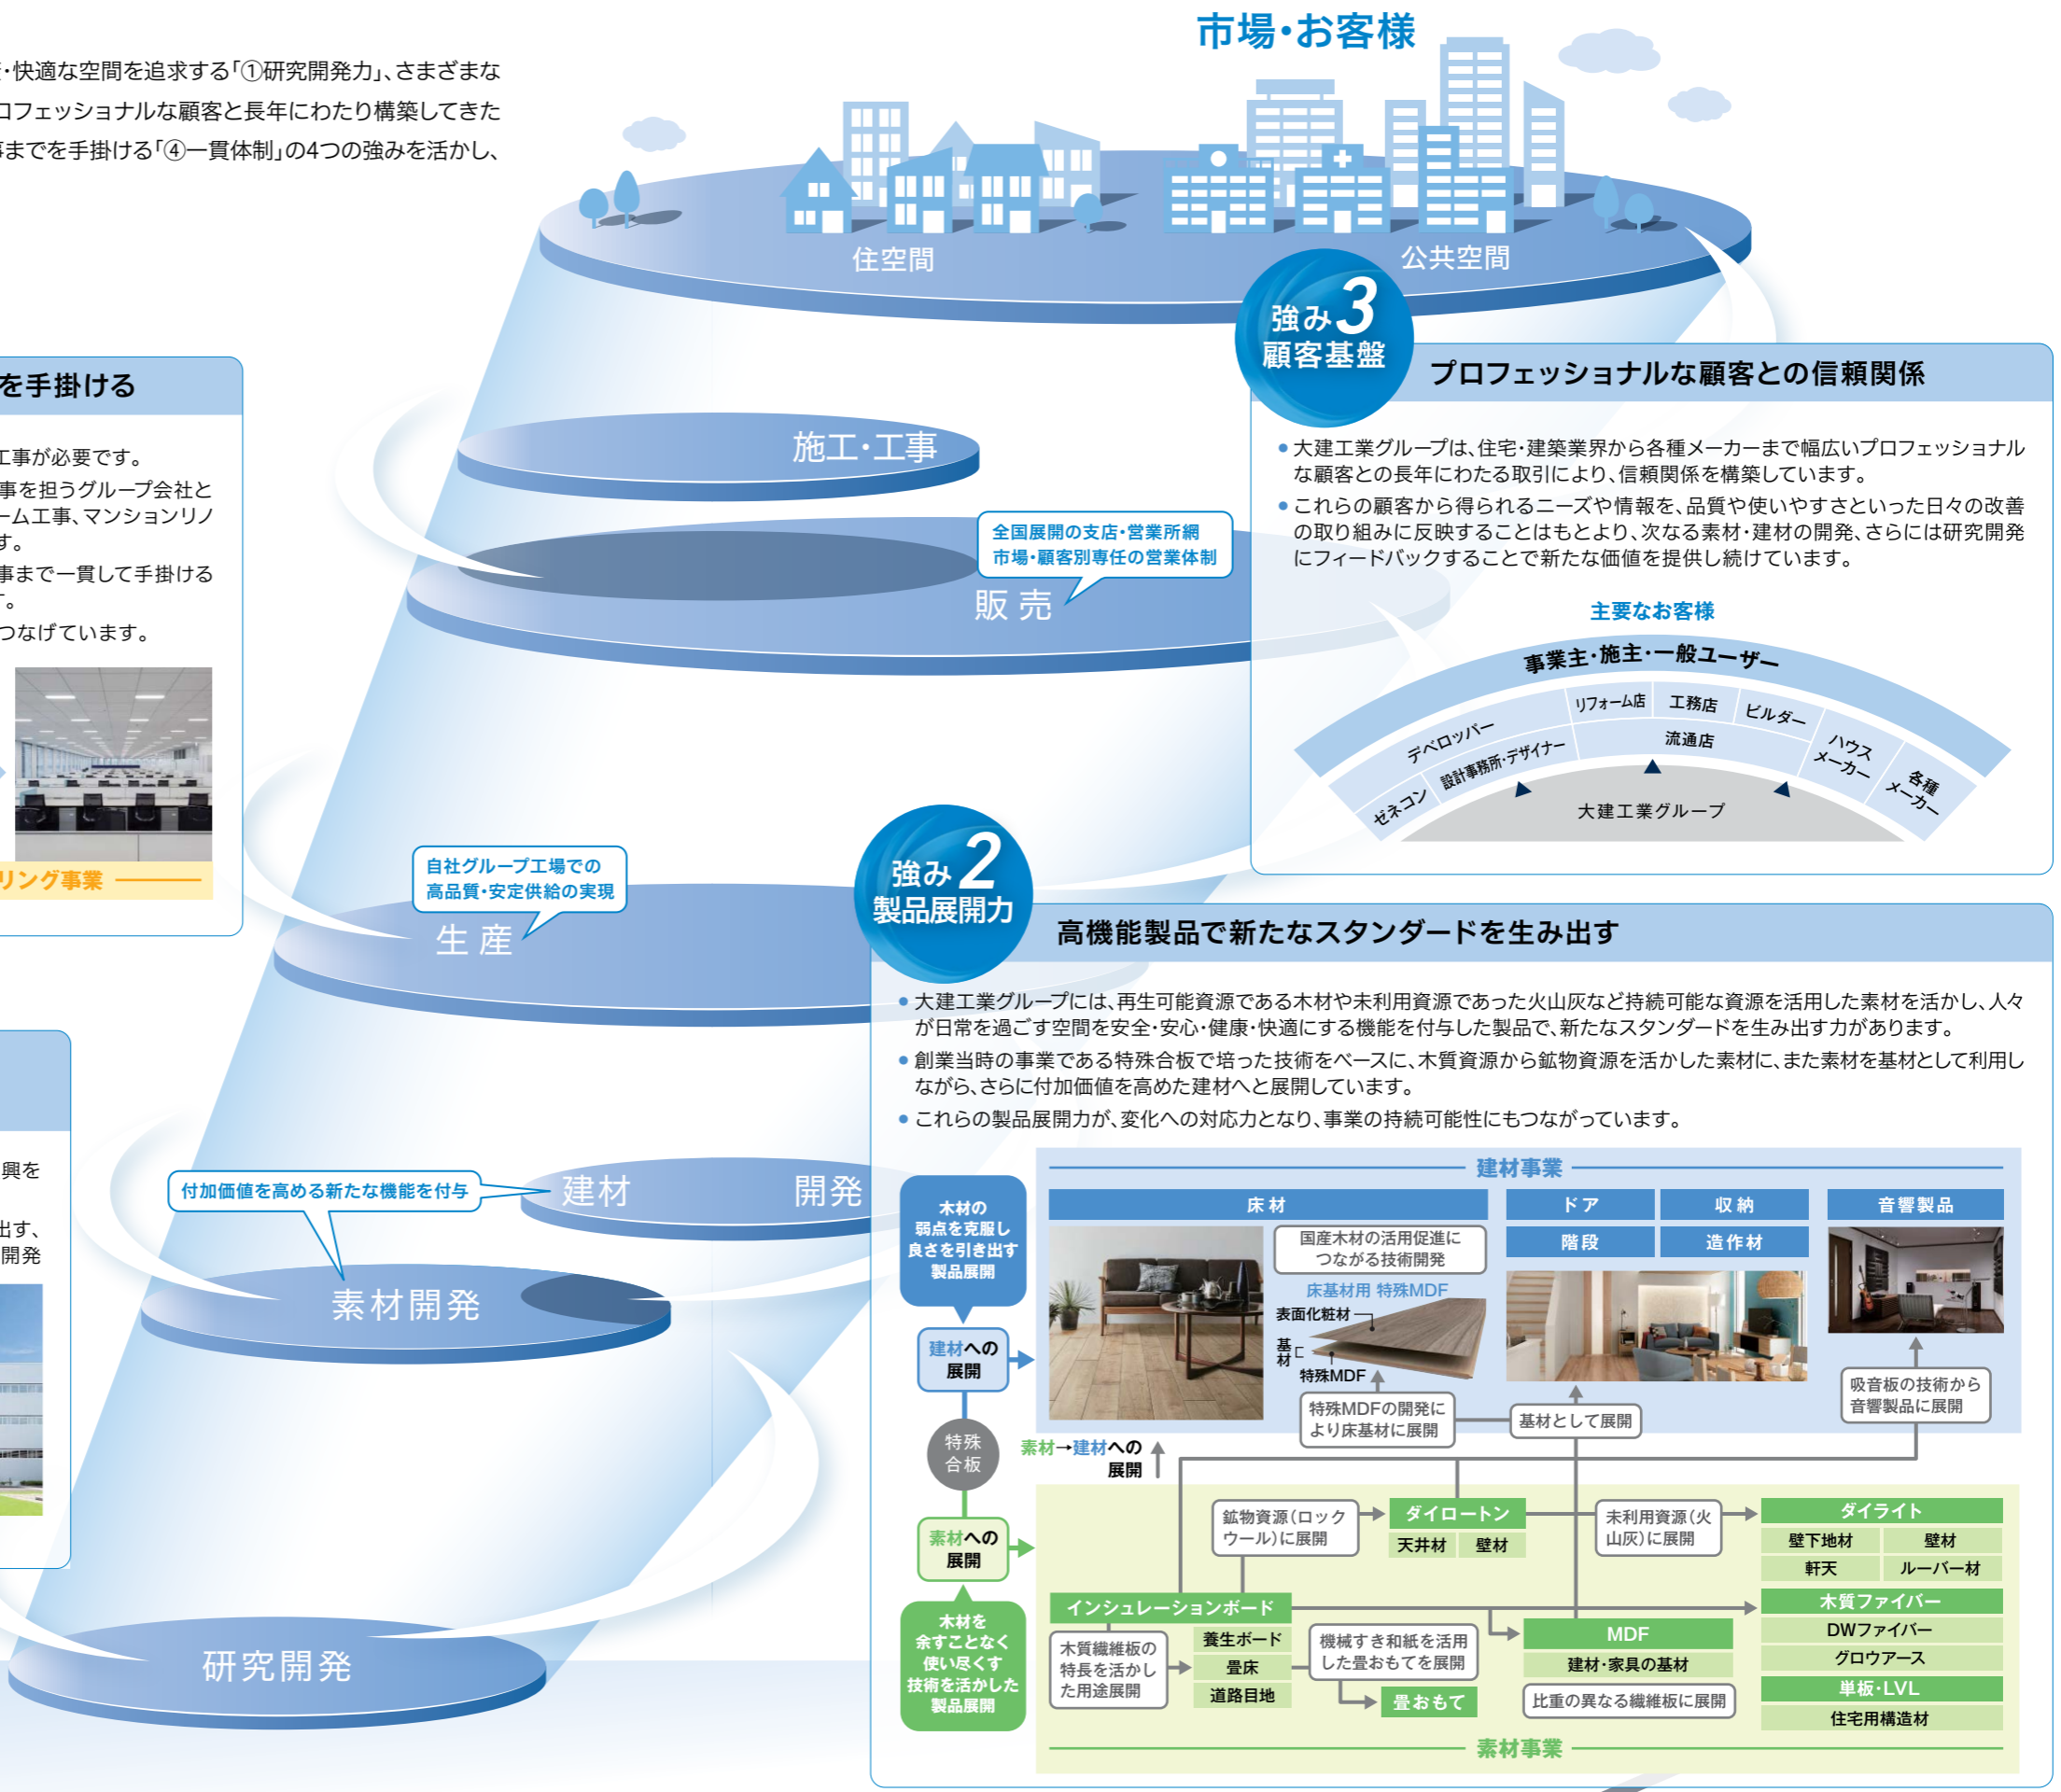 市場・お客様
・快適な空間を追求する「①研究開発力」、さまざまな
ロフェッショナルな顧客と長年にわたり構築してきた
事までを手掛ける「④一貫体制」の4つの強みを活かし、
住空間
公共空間
強み3
顧客基盤
プロフェッショナルな顧客との信頼関係
●大建工業グループは、住宅・建築業界から各種メーカーまで幅広いプロフェッショナル
な顧客との長年にわたる取引により、信頼関係を構築しています。
●これらの顧客から得られるニーズや情報を、品質や使いやすさといった日々の改善
の取り組みに反映することはもとより、次なる素材・建材の開発、さらには研究開発
にフィードバックすることで新たな価値を提供し続けています。
主要なお客様
事業主・施主・一般ユーザー
デベロッパー
リフォーム店
工務店
ビルダー
ゼネコン
設計事務所・デザイナー
流通店
ハウス
メーカー
各種
メーカー
大建工業グループ
を手掛ける
工事が必要です。
事を担うグループ会社と
ーム工事、マンションリノ
す。
事まで一貫して手掛ける
す。
つなげています。
リング事業
施工・工事
全国展開の支店・営業所網
市場・顧客別専任の営業体制
販売
自社グループ工場での
高品質・安定供給の実現
生産
興を
出す、
開発
付加価値を高める新たな機能を付与
建材
開発
素材開発
研究開発
強み2
製品展開力
高機能製品で新たなスタンダードを生み出す
●大建工業グループには、再生可能資源である木材や未利用資源であった火山灰など持続可能な資源を活用した素材を活かし、人々
が日常を過ごす空間を安全・安心・健康・快適にする機能を付与した製品で、新たなスタンダードを生み出す力があります。
●創業当時の事業である特殊合板で培った技術をベースに、木質資源から鉱物資源を活かした素材に、また素材を基材として利用し
ながら、さらに付加価値を高めた建材へと展開しています。
●これらの製品展開力が、変化への対応力となり、事業の持続可能性にもつながっています。
建材事業
木材の
弱点を克服し
良さを引き出す
製品展開
建材への
展開
特殊
合板
素材→建材への
展開
素材への
展開
木材を
余すことなく
使い尽くす
技術を活かした
製品展開
床材
国産木材の活用促進に
つながる技術開発
床基材用 特殊MDF
表面化粧材
基材
特殊MDF
特殊MDFの開発に
より床基材に展開
ドア
収納
階段
造作材
基材として展開
音響製品
吸音板の技術から
音響製品に展開
鉱物資源(ロック
ウール)に展開
ダイロートン
天井材
壁材
未利用資源(火
山灰)に展開
ダイライト
壁下地材
壁材
軒天
ルーバー材
インシュレーションボード
木質繊維板の
特長を活かし
た用途展開
養生ボード
畳床
道路目地
機械すき和紙を活用
した畳おもてを展開
畳おもて
MDF
建材・家具の基材
比重の異なる繊維板に展開
木質ファイバー
DWファイバー
グロウアース
単板・LVL
住宅用構造材
素材事業